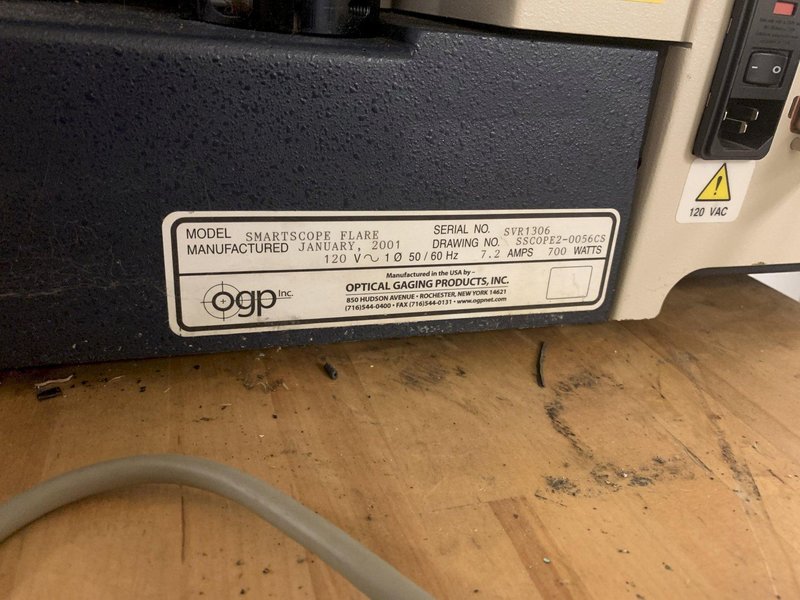 MODEL SMARTSCOPE FLARE SERIAL NO. SVR1306
MANUFACTURED JANUARY, 2001 DRAWING NO. SSCOPE2-0056CS
120 V ~ 1 Ø 50 / 60 Hz 7.2 AMPS 700 WATTS
ogp Inc.
Manufactured in the USA by –
OPTICAL GAGING PRODUCTS, INC.
850 HUDSON AVENUE • ROCHESTER, NEW YORK 14621
(716)544-0400 • FAX (716)544-0131 • www.ogpnet.com
120 VAC